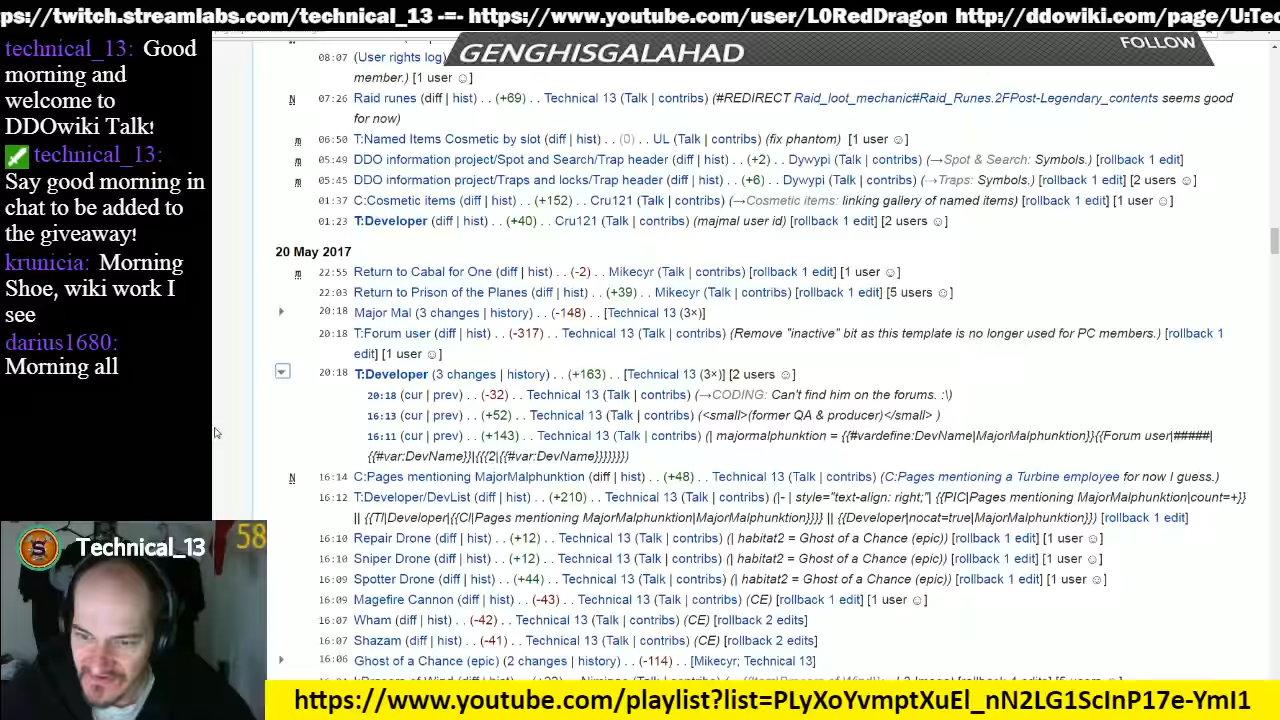 ps://twitch.streamlabs.com/technical_13 -=- https://www.youtube.com/user/L0RedDragon http://ddowiki.com/page/U:Tec
technical_13: Good
morning and
welcome to
DDOwiki Talk!
technical_13:
Say good morning in
chat to be added to
the giveaway!
krunicia: Morning
Shoe, wiki work I
see
darius1680:
Morning all
GENGHISGALAHAD
FOLLOW
08:07 (User rights log)
member.) [1 user ☺]
N 07:26 Raid runes (diff | hist) . . (+69) . . Technical 13 (Talk | contribs) (#REDIRECT Raid_loot_mechanic#Raid_Runes.2FPost-Legendary_contents seems good
for now)
m 06:50 T:Named Items Cosmetic by slot (diff | hist) . . (0) . . UL (Talk | contribs) (fix phantom) [1 user ☺]
m 05:49 DDO information project/Spot and Search/Trap header (diff | hist) . . (+2) . . Dywypi (Talk | contribs) (→Spot & Search: Symbols.) [rollback 1 edit]
m 05:45 DDO information project/Traps and locks/Trap header (diff | hist) . . (+6) . . Dywypi (Talk | contribs) (→Traps: Symbols.) [rollback 1 edit] [2 users ☺]
01:37 C:Cosmetic items (diff | hist) . . (+152) . . Cru121 (Talk | contribs) (→Cosmetic items: linking gallery of named items) [rollback 1 edit] [1 user ☺]
01:23 T:Developer (diff | hist) . . (+40) . . Cru121 (Talk | contribs) (majmal user id) [rollback 1 edit] [2 users ☺]
20 May 2017
m 22:55 Return to Cabal for One (diff | hist) . . (-2) . . Mikecyr (Talk | contribs) [rollback 1 edit] [1 user ☺]
22:03 Return to Prison of the Planes (diff | hist) . . (+39) . . Mikecyr (Talk | contribs) [rollback 1 edit] [5 users ☺]
20:18 Major Mal (3 changes | history) . . (-148) . . [Technical 13 (3×)]
20:18 T:Forum user (diff | hist) . . (-317) . . Technical 13 (Talk | contribs) (Remove "inactive" bit as this template is no longer used for PC members.) [rollback 1
edit] [1 user ☺]
20:18 T:Developer (3 changes | history) . . (+163) . . [Technical 13 (3×)] [2 users ☺]
20:18 (cur | prev) . . (-32) . . Technical 13 (Talk | contribs) (→CODING: Can't find him on the forums. :\)
16:13 (cur | prev) . . (+52) . . Technical 13 (Talk | contribs) (<small>(former QA & producer)</small> )
16:11 (cur | prev) . . (+143) . . Technical 13 (Talk | contribs) (| majormalphunktion = {{#vardefine:DevName|MajorMalphunktion}}{{Forum user|#####|
{{#var:DevName}}|{{{2|{{#var:DevName}}}}}}})
N 16:14 C:Pages mentioning MajorMalphunktion (diff | hist) . . (+48) . . Technical 13 (Talk | contribs) (C:Pages mentioning a Turbine employee for now I guess.)
16:12 T:Developer/DevList (diff | hist) . . (+210) . . Technical 13 (Talk | contribs) (|- | style="text-align: right;"| {{PIC|Pages mentioning MajorMalphunktion|count=+}}
|| {{Tl|Developer|{{Cl|Pages mentioning MajorMalphunktion|MajorMalphunktion}}}} || {{Developer|nocat=true|MajorMalphunktion}}) [rollback 1 edit]
16:10 Repair Drone (diff | hist) . . (+12) . . Technical 13 (Talk | contribs) (| habitat2 = Ghost of a Chance (epic)) [rollback 1 edit] [1 user ☺]
16:10 Sniper Drone (diff | hist) . . (+12) . . Technical 13 (Talk | contribs) (| habitat2 = Ghost of a Chance (epic)) [rollback 1 edit] [1 user ☺]
16:09 Spotter Drone (diff | hist) . . (+44) . . Technical 13 (Talk | contribs) (| habitat2 = Ghost of a Chance (epic)) [rollback 1 edit] [1 user ☺]
16:09 Magefire Cannon (diff | hist) . . (-43) . . Technical 13 (Talk | contribs) (CE) [rollback 1 edit] [1 user ☺]
16:07 Wham (diff | hist) . . (-42) . . Technical 13 (Talk | contribs) (CE) [rollback 2 edits]
16:07 Shazam (diff | hist) . . (-41) . . Technical 13 (Talk | contribs) (CE) [rollback 2 edits]
16:06 Ghost of a Chance (epic) (2 changes | history) . . (-114) . . [Mikecyr; Technical 13]
Technical_13 58
https://www.youtube.com/playlist?list=PLyXoYvmptXuEl_nN2LG1ScInP17e-YmI1